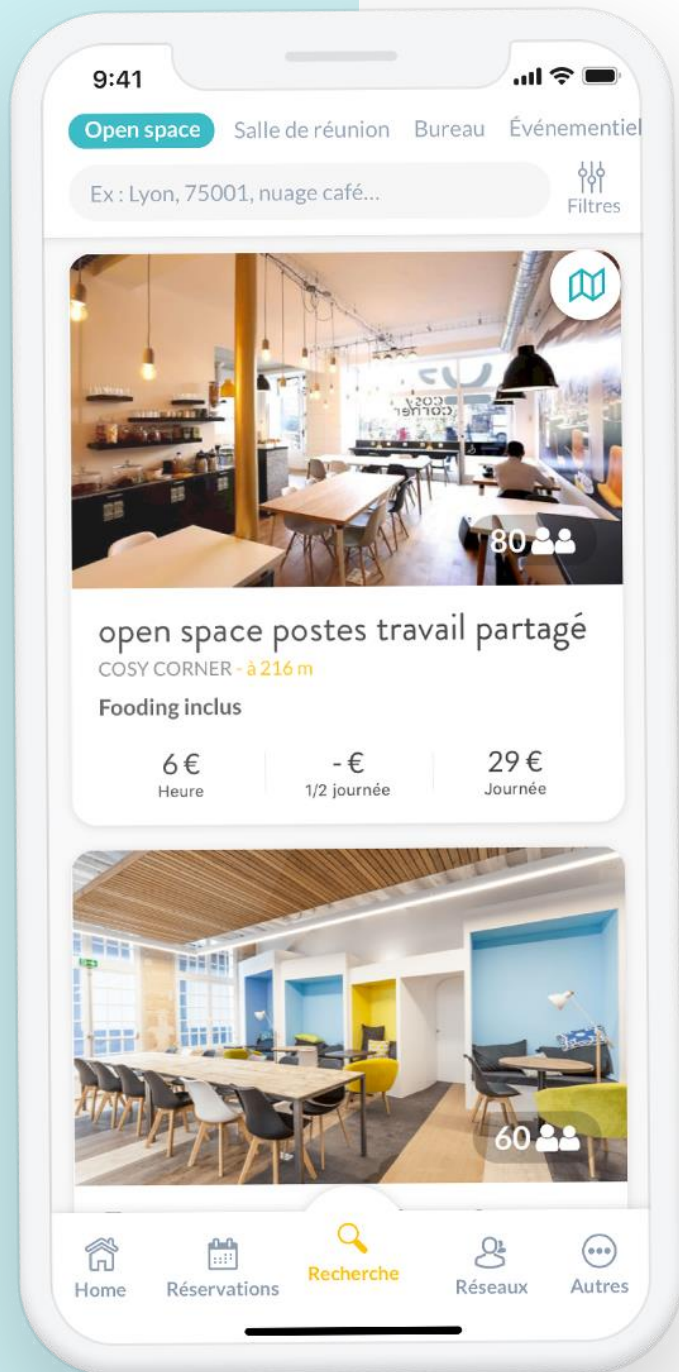 9:41
Open space Salle de réunion Bureau Événementiel
Ex : Lyon, 75001, nuage café...
Filtres
cosy
corner
80
open space postes travail partagé
COSY CORNER - à 216 m
Fooding inclus
6 € - € 29 €
Heure 1/2 journée Journée
60
Home Réservations Recherche Réseaux Autres